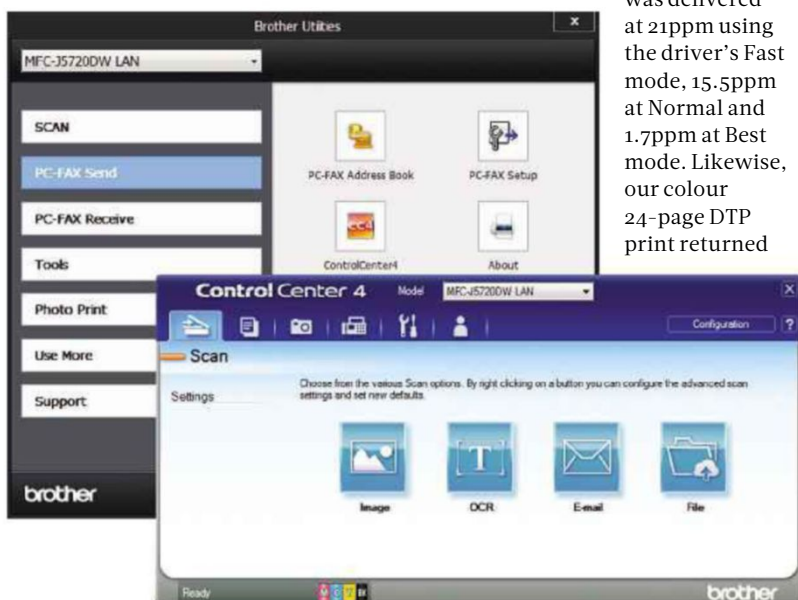 was delivered
at 21ppm using
the driver's Fast
mode, 15.5ppm
at Normal and
1.7ppm at Best
mode. Likewise,
our colour
24-page DTP
print returned
Brother Utilities
x
MFC-J5720DW LAN
SCAN
PC-FAX Send
PC-FAX Receive
Tools
Photo Print
Use More
Support
brother
PC-FAX Address Book
PC-FAX Setup
CC4
ControlCenter4
About
Control Center 4
Model
MFC-J5720DW LAN
X
Configuration
?
Scan
Settings
Choose from the various Scan options. By right clicking on a button you can configure the advanced scan
settings and set new defaults.
T
Image
OCR
E-mail
File
Ready
M C Y BK
brother